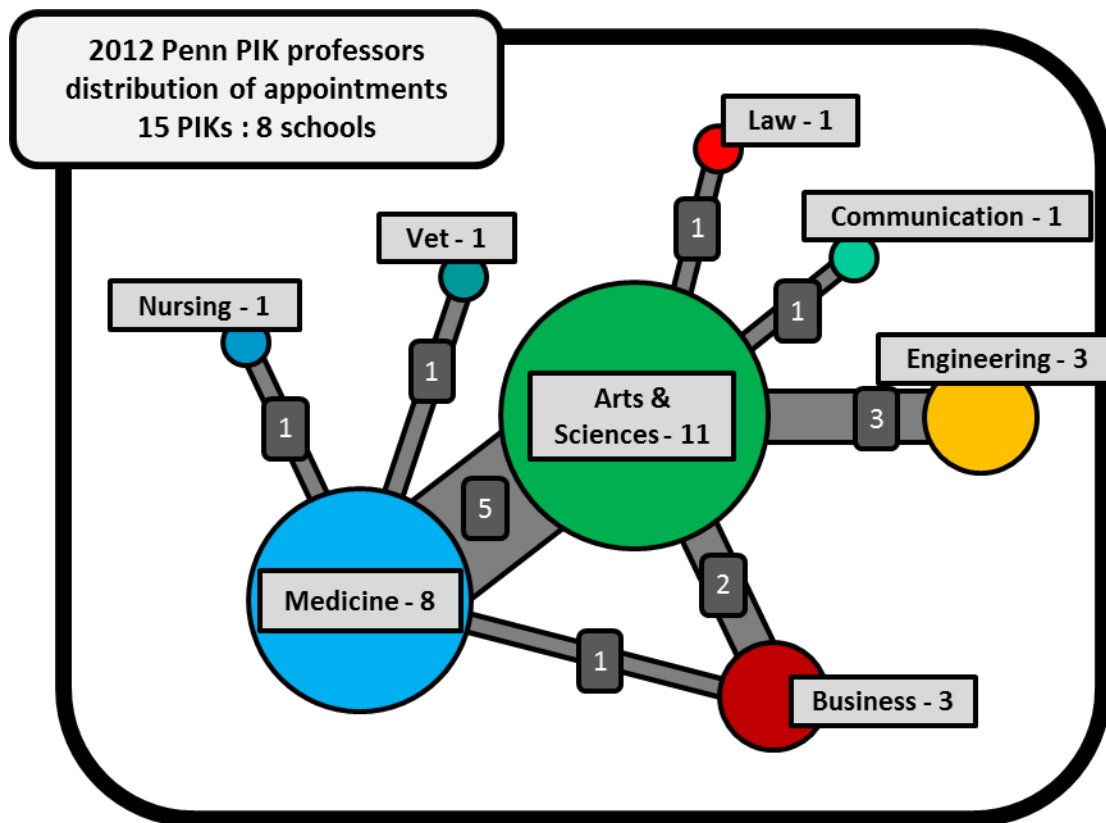 2012 Penn PIK professors
distribution of appointments
15 PIKs : 8 schools
Law - 1
1
Communication - 1
Vet - 1
1
Nursing - 1
1
Engineering - 3
1
Arts &
Sciences - 11
3
1
5
2
Medicine - 8
1
Business - 3